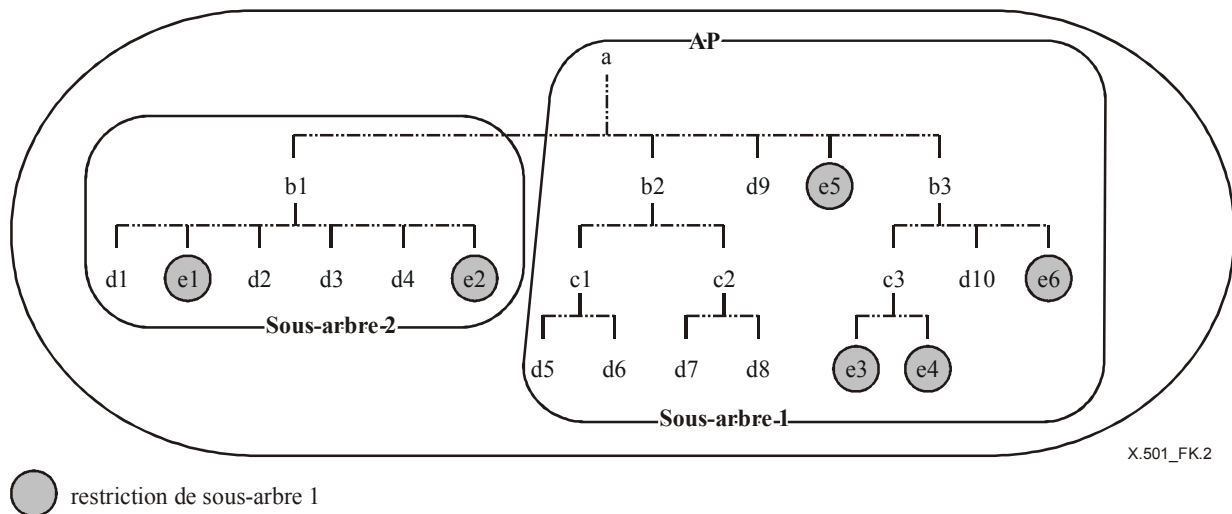 AP
a
b1 b2 d9 e5 b3
d1 e1 d2 d3 d4 e2 c1 c2 c3 d10 e6
Sous-arbre-2
d5 d6 d7 d8 e3 e4
Sous-arbre-1
X.501_FK.2
restriction de sous-arbre 1